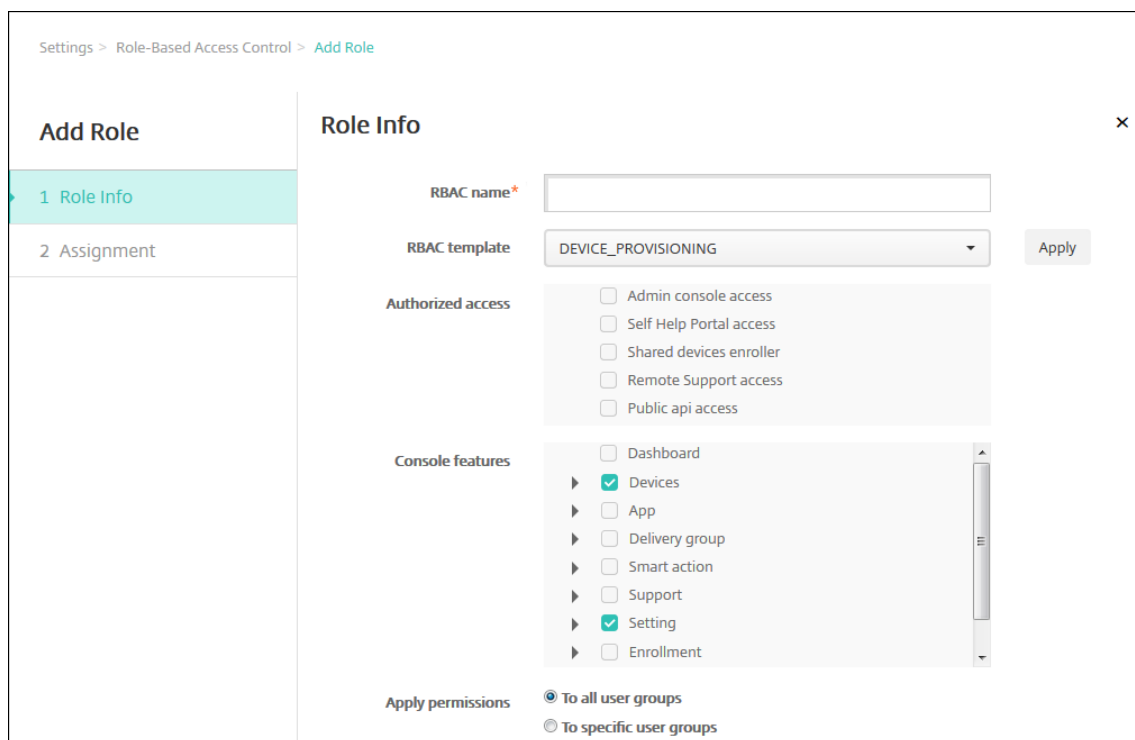 Settings > Role-Based Access Control > Add Role
Add Role
1 Role Info
2 Assignment
Role Info
×
RBAC name*
RBAC template
DEVICE_PROVISIONING
Apply
Authorized access
Admin console access
Self Help Portal access
Shared devices enroller
Remote Support access
Public api access
Console features
Dashboard
Devices
App
Delivery group
Smart action
Support
Setting
Enrollment
Apply permissions
To all user groups
To specific user groups